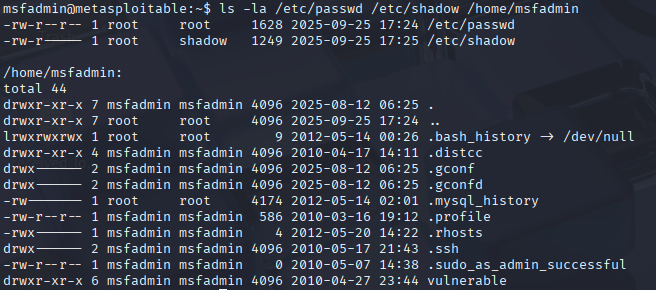 msfadmin@metasploitable:~$ ls -la /etc/passwd /etc/shadow /home/msfadmin
-rw-r--r-- 1 root     root     1628 2025-09-25 17:24 /etc/passwd
-rw-r----- 1 root     shadow   1249 2025-09-25 17:25 /etc/shadow

/home/msfadmin:
total 44
drwxr-xr-x 7 msfadmin msfadmin 4096 2025-08-12 06:25 .
drwxr-xr-x 7 root     root     4096 2025-09-25 17:24 ..
lrwxrwxrwx 1 root     root        9 2012-05-14 00:26 .bash_history -> /dev/null
drwxr-xr-x 4 msfadmin msfadmin 4096 2010-04-17 14:11 .distcc
drwx------ 2 msfadmin msfadmin 4096 2025-08-12 06:25 .gconf
drwx------ 2 msfadmin msfadmin 4096 2025-08-12 06:25 .gconfd
-rw------- 1 root     root     4174 2012-05-14 02:01 .mysql_history
-rw-r--r-- 1 msfadmin msfadmin  586 2010-03-16 19:12 .profile
-rwx------ 1 msfadmin msfadmin    4 2012-05-20 14:22 .rhosts
drwx------ 2 msfadmin msfadmin 4096 2010-05-17 21:43 .ssh
-rw-r--r-- 1 msfadmin msfadmin    0 2010-05-07 14:38 .sudo_as_admin_successful
drwxr-xr-x 6 msfadmin msfadmin 4096 2010-04-27 23:44 vulnerable